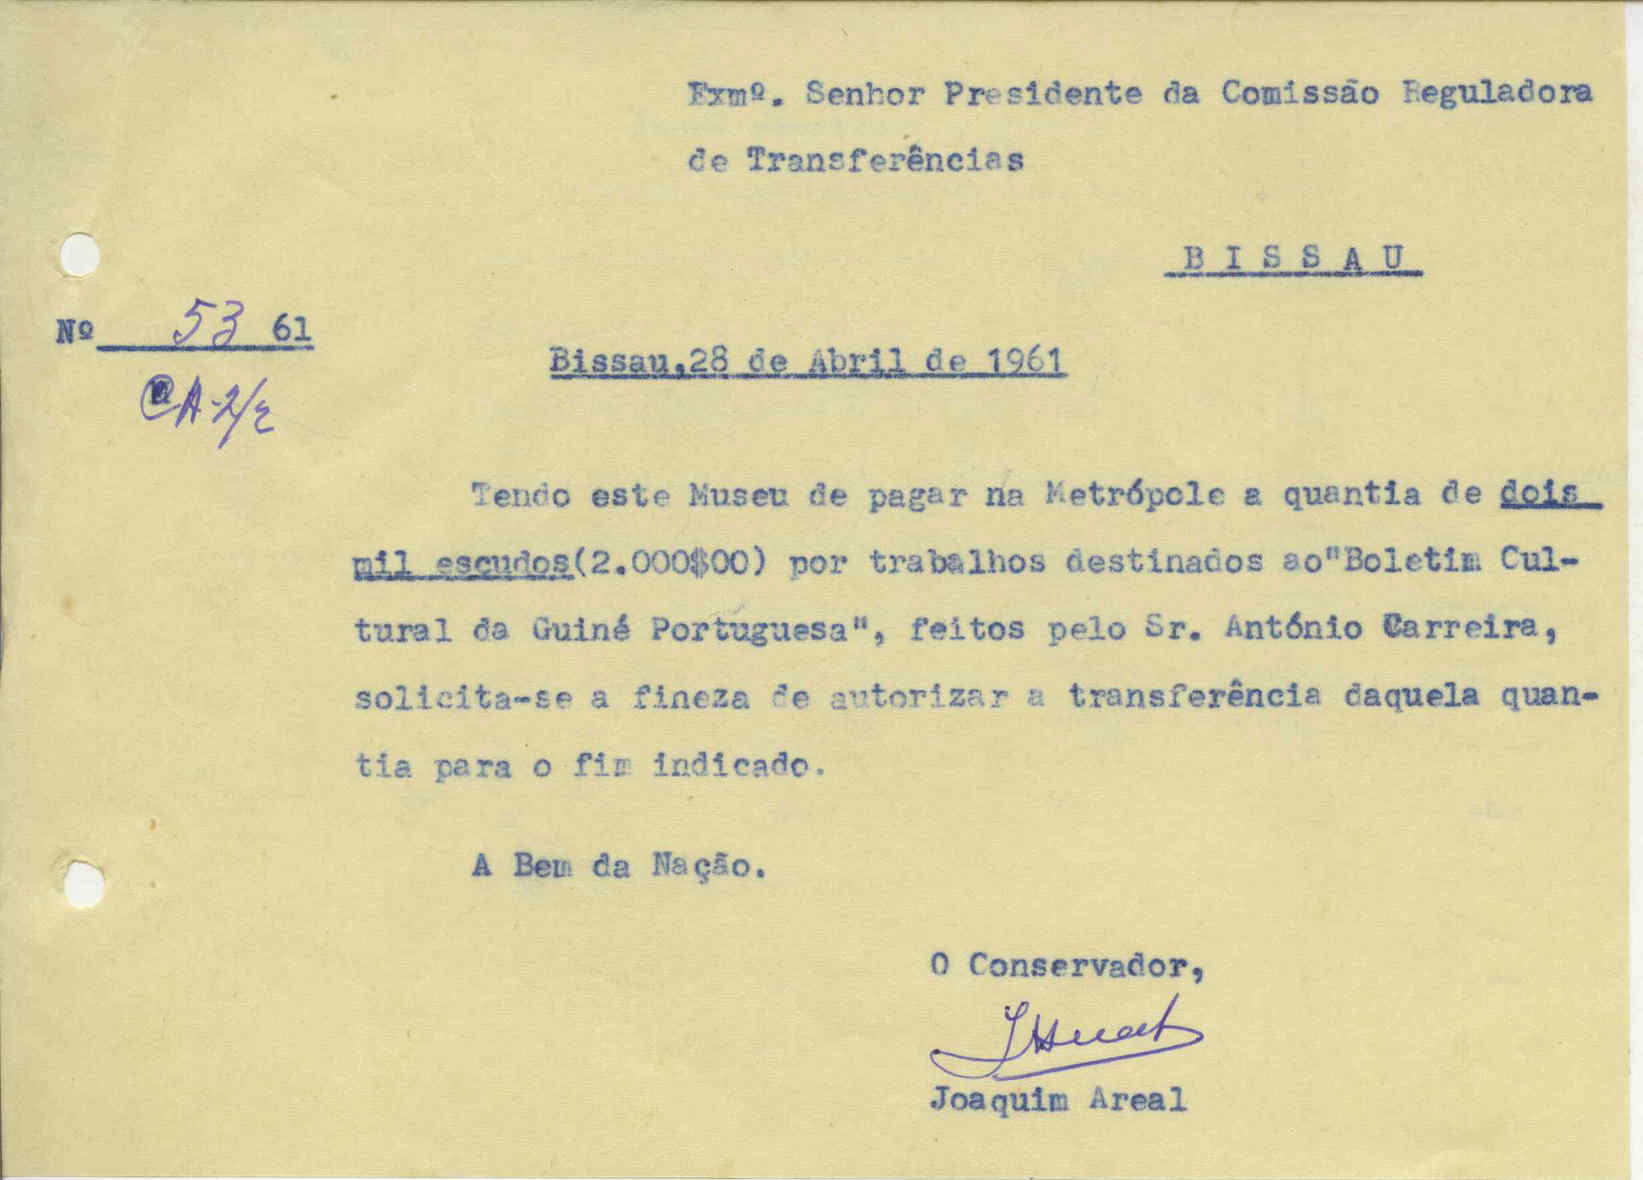 Exmº. Senhor Presidente da Comissão Reguladora
de Transferências
B I S S A U
Nº 53 61
CA-2/E
Bissau,28 de Abril de 1961
Tendo este Museu de pagar na Metrópole a quantia de dois
mil escudos(2.000$00) por trabalhos destinados ao"Boletim Cul-
tural da Guiné Portuguesa", feitos pelo Sr. António Carreira,
solicita-se a fineza de autorizar a transferência daquela quan-
tia para o fim indicado.
A Bem da Nação.
O Conservador,
Joaquim Areal